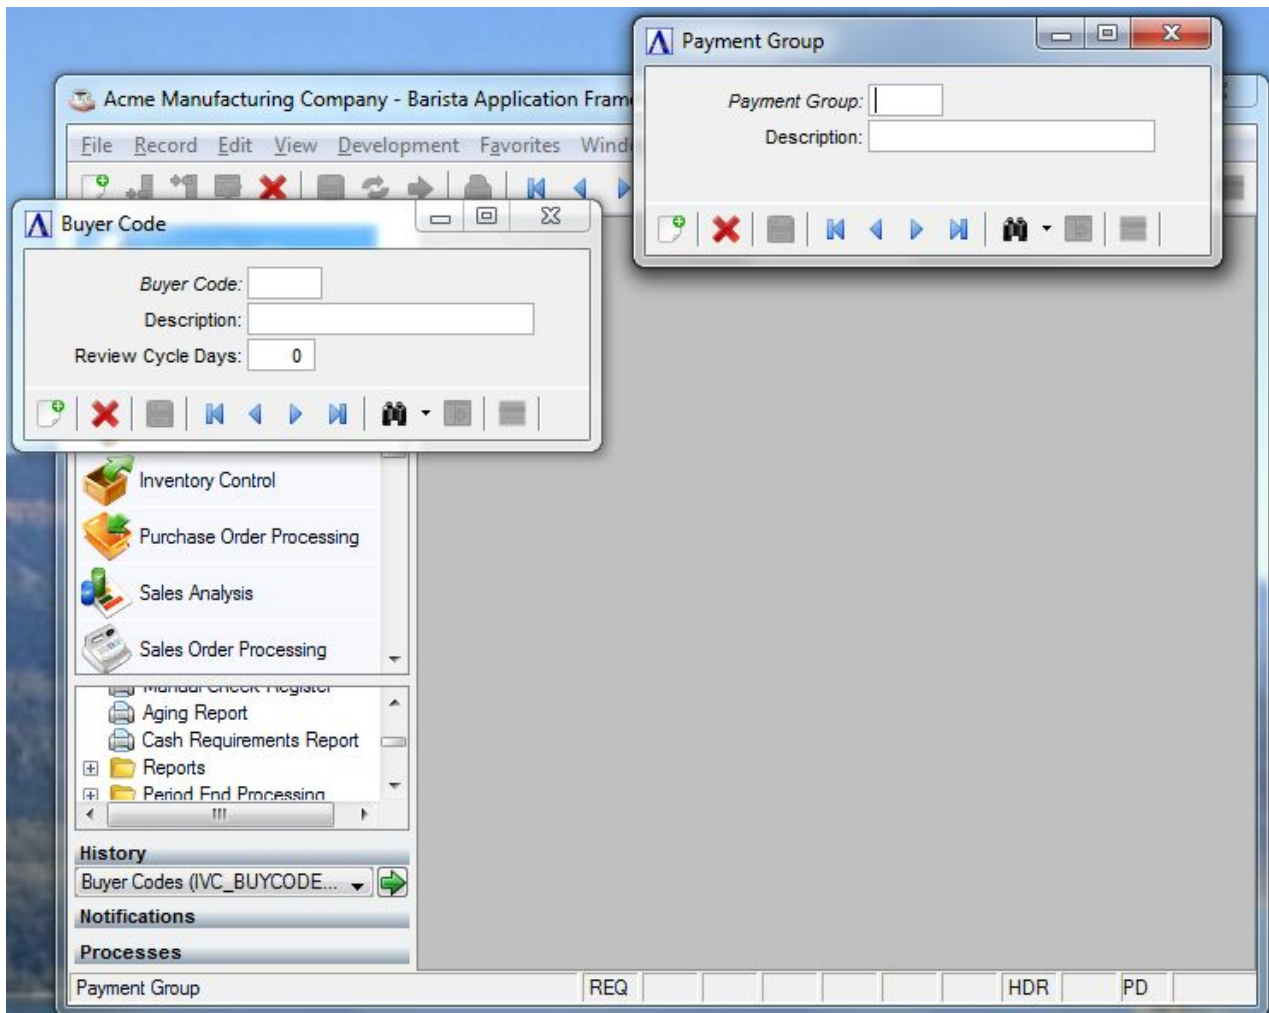 Payment Group
Payment Group:
Description:
Acme Manufacturing Company - Barista Application Fram
File Record Edit View Development Favorites Wind
Buyer Code
Buyer Code:
Description:
Review Cycle Days: 0
Inventory Control
Purchase Order Processing
Sales Analysis
Sales Order Processing
Manual Check Register
Aging Report
Cash Requirements Report
Reports
Period End Processing
History
Buyer Codes (IVC_BUYCODE...
Notifications
Processes
Payment Group REQ HDR PD